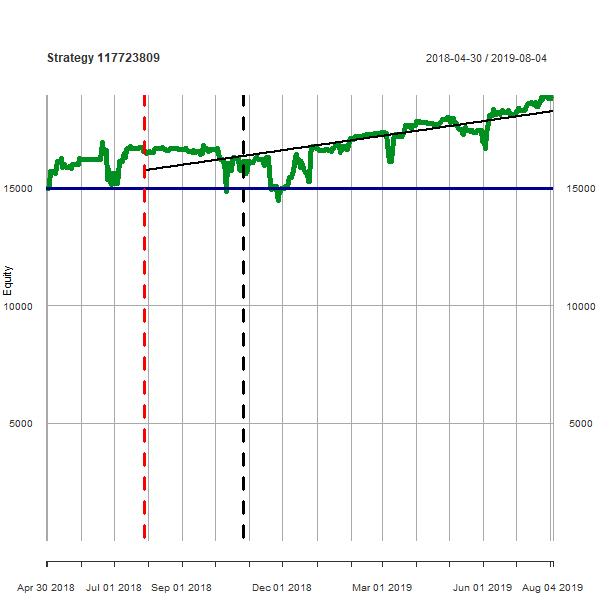 Strategy 117723809 2018-04-30 / 2019-08-04
15000 15000
Equity
10000 10000
5000 5000
Apr 30 2018 Jul 01 2018 Sep 01 2018 Dec 01 2018 Mar 01 2019 Jun 01 2019 Aug 04 2019